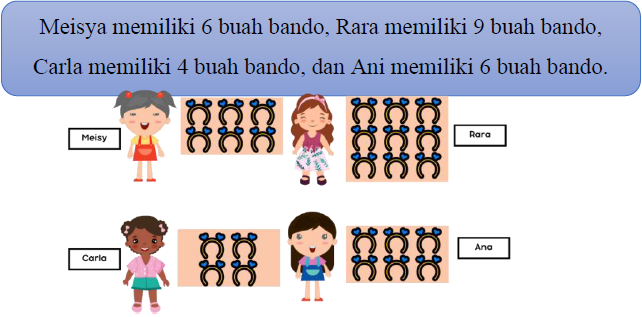 Meisya memiliki 6 buah bando, Rara memiliki 9 buah bando,
Carla memiliki 4 buah bando, dan Ani memiliki 6 buah bando.
Meisy
Rara
Carla
Ana